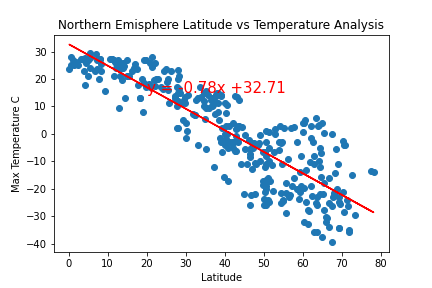 Northern Emisphere Latitude vs Temperature Analysis
Max Temperature C
30
20
10
0
−10
−20
−30
−40
y = -0.78x +32.71
0 10 20 30 40 50 60 70 80
Latitude